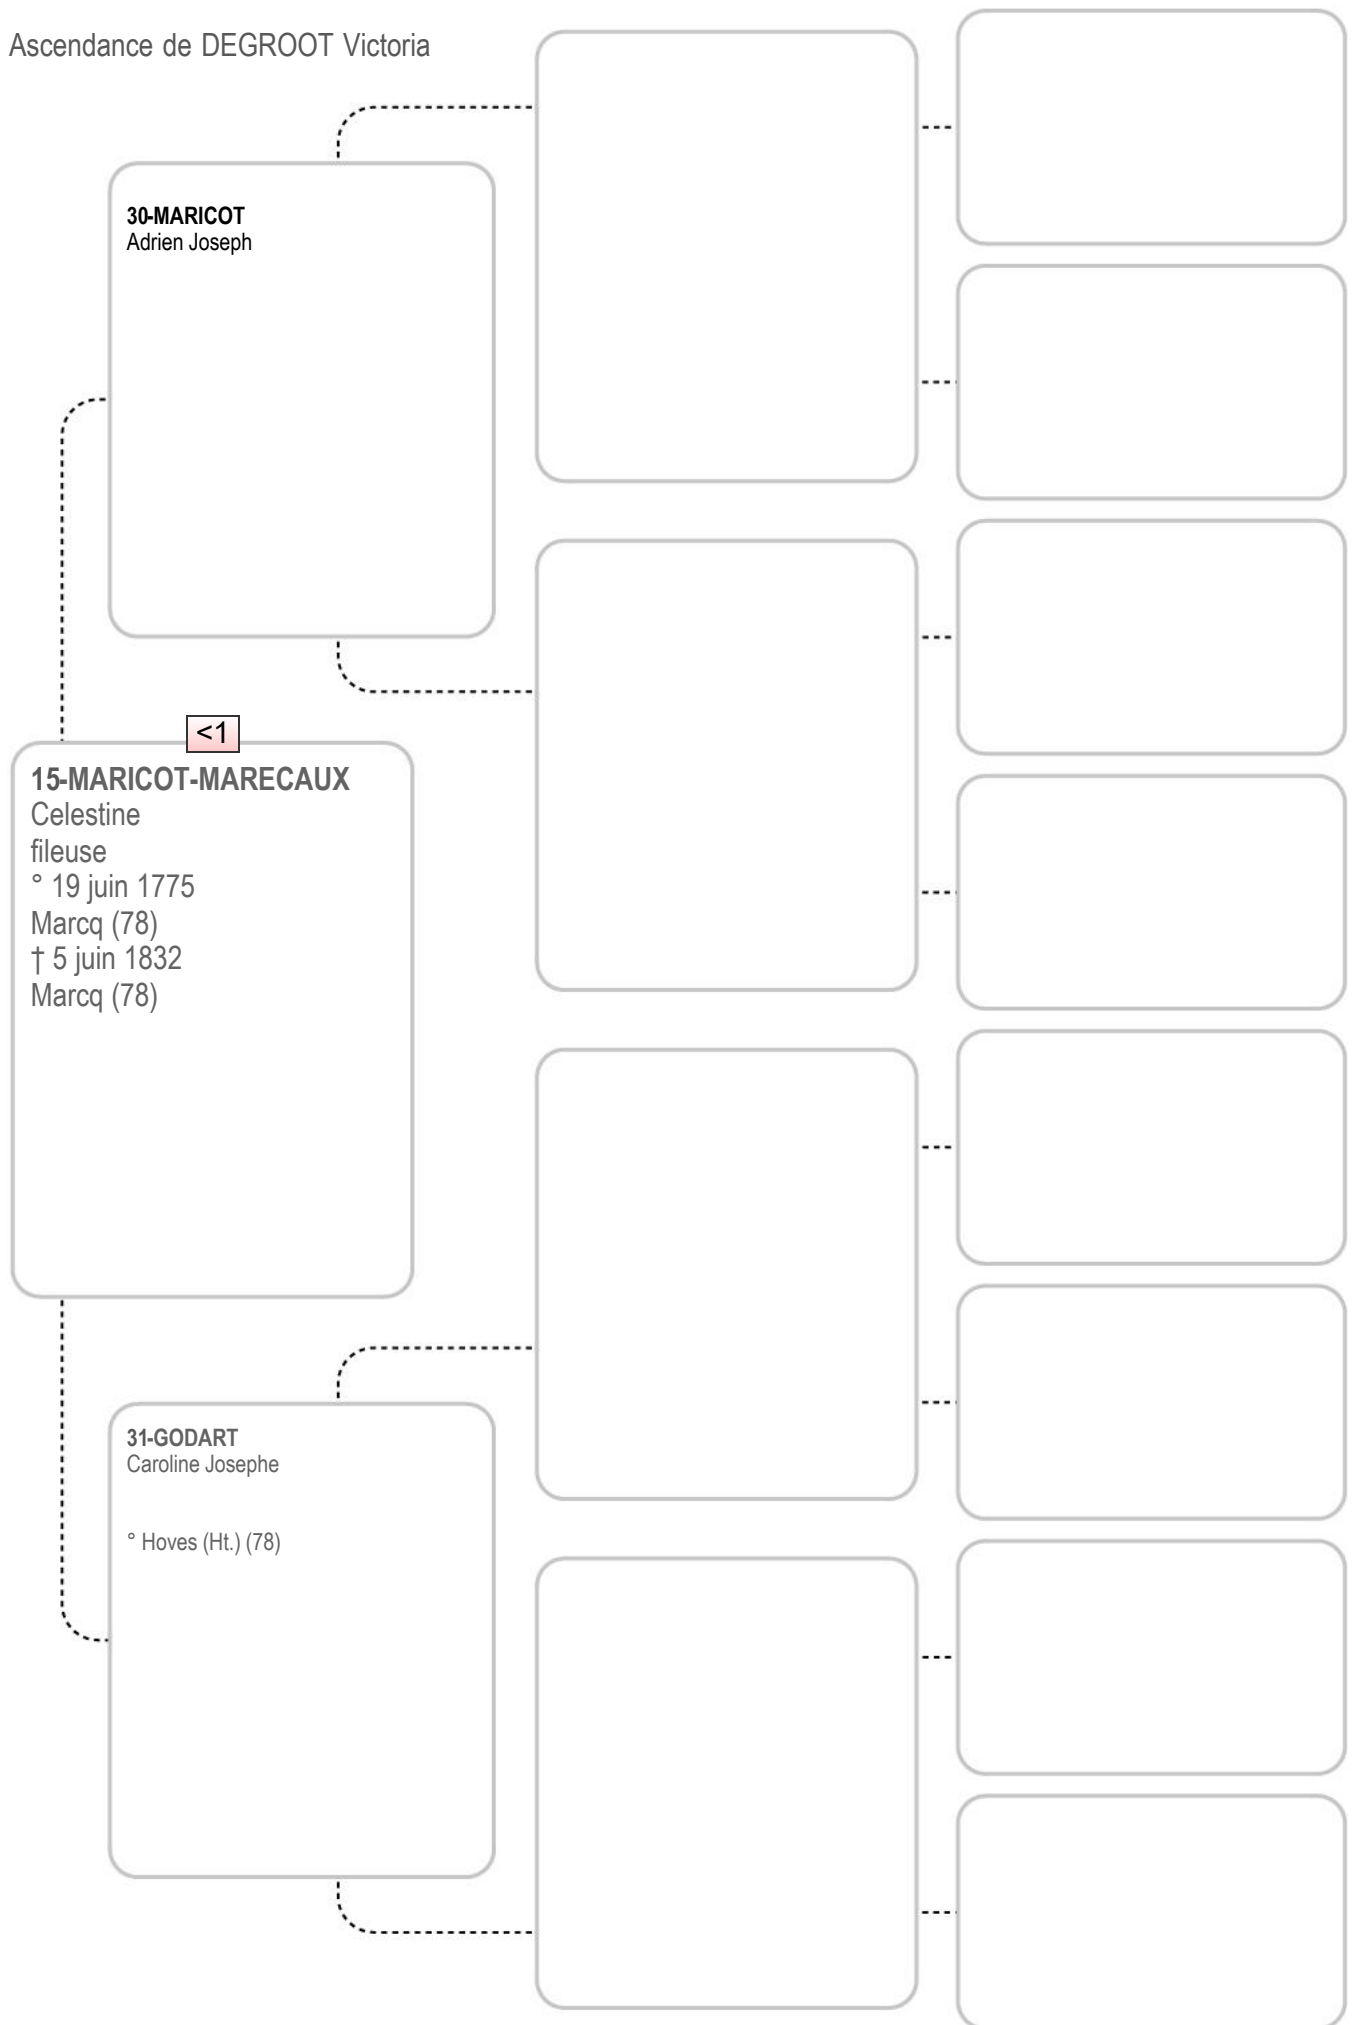 Ascendance de DEGROOT Victoria
30-MARICOT
Adrien Joseph
<1
15-MARICOT-MARECAUX
Celestine
fileuse
° 19 juin 1775
Marcq (78)
† 5 juin 1832
Marcq (78)
31-GODART
Caroline Josephe
° Hoves (Ht.) (78)